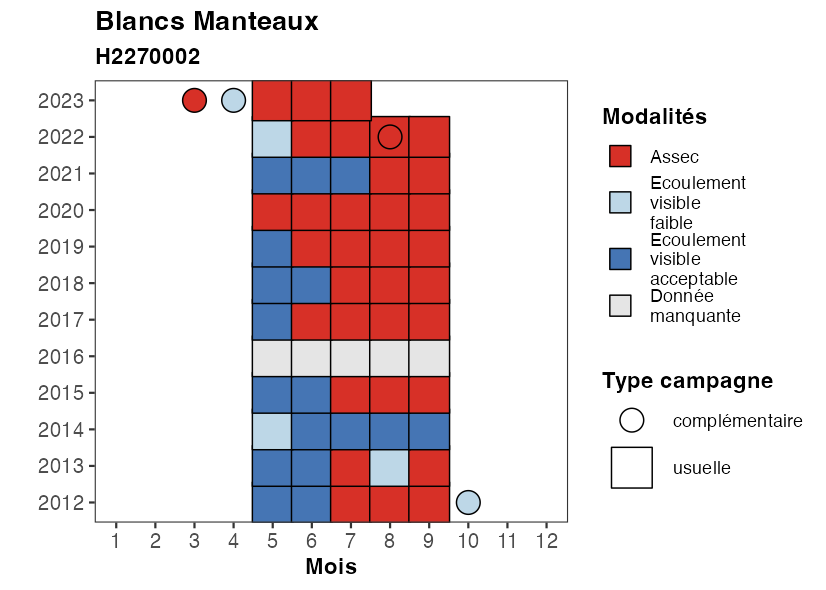 Blancs Manteaux
H2270002
2023
2022
2021
2020
2019
2018
2017
2016
2015
2014
2013
2012
1 2 3 4 5 6 7 8 9 10 11 12
Mois
Modalités
Assec
Ecoulement
visible
faible
Ecoulement
visible
acceptable
Donnée
manquante
Type campagne
complémentaire
usuelle